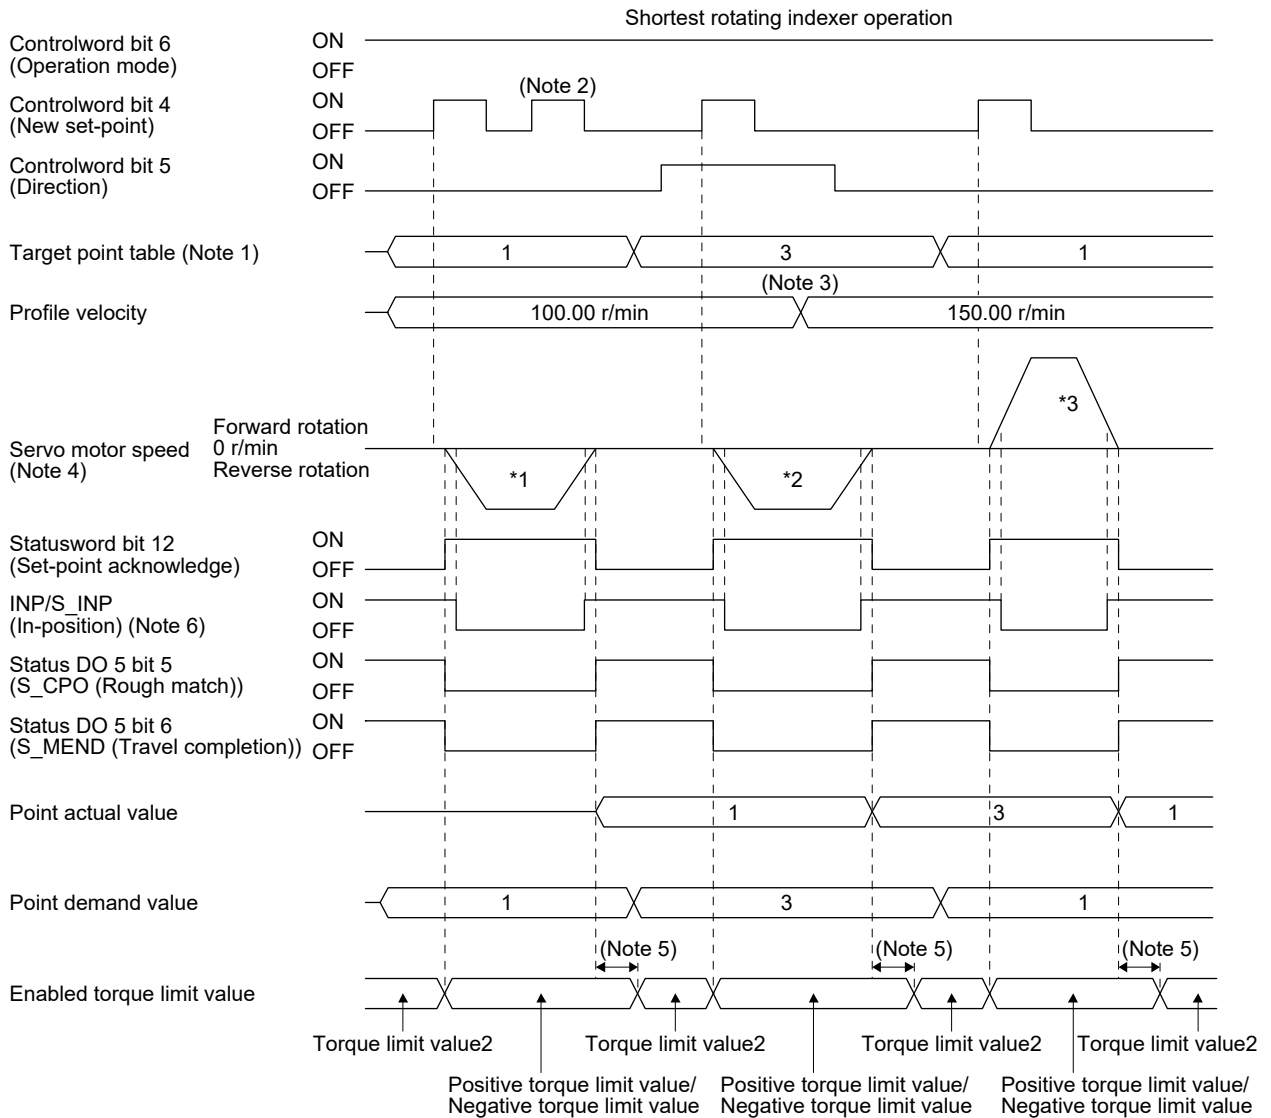 Shortest rotating indexer operation
Controlword bit 6
(Operation mode)
ON
OFF
Controlword bit 4
(New set-point)
ON
OFF
(Note 2)
Controlword bit 5
(Direction)
ON
OFF
Target point table (Note 1)
1
3
1
Profile velocity
100.00 r/min
(Note 3)
150.00 r/min
Servo motor speed
(Note 4)
Forward rotation
0 r/min
Reverse rotation
*1
*2
*3
Statusword bit 12
(Set-point acknowledge)
ON
OFF
INP/S_INP
(In-position) (Note 6)
ON
OFF
Status DO 5 bit 5
(S_CPO (Rough match))
ON
OFF
Status DO 5 bit 6
(S_MEND (Travel completion))
ON
OFF
Point actual value
1
3
1
Point demand value
1
3
1
(Note 5)
(Note 5)
(Note 5)
Enabled torque limit value
Torque limit value2
Torque limit value2
Torque limit value2
Torque limit value2
Positive torque limit value/
Negative torque limit value
Positive torque limit value/
Negative torque limit value
Positive torque limit value/
Negative torque limit value